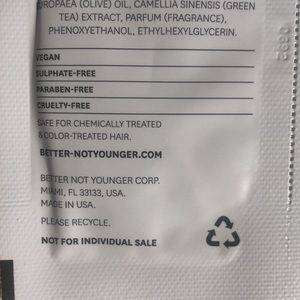 EUROPAEA (OLIVE) OIL, CAMELLIA SINENSIS (GREEN
TEA) EXTRACT, PARFUM (FRAGRANCE),
PHENOXYETHANOL, ETHYLHEXYLGLYCERIN.
VEGAN
SULPHATE-FREE
PARABEN-FREE
CRUELTY-FREE
SAFE FOR CHEMICALLY TREATED
& COLOR-TREATED HAIR.
BETTER-NOTYOUNGER.COM
BETTER NOT YOUNGER CORP.
MIAMI, FL 33133, USA.
MADE IN USA.
PLEASE RECYCLE.
NOT FOR INDIVIDUAL SALE